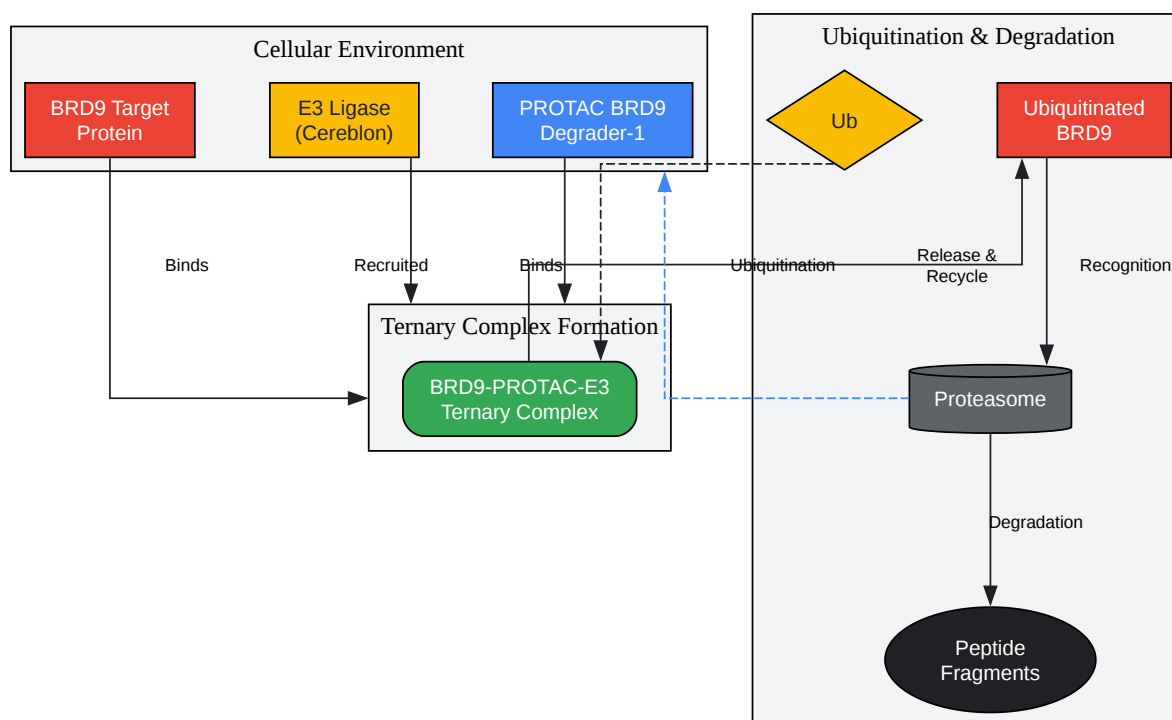 Cellular Environment
Ubiquitination & Degradation
BRD9 Target
Protein
E3 Ligase
(Cereblon)
PROTAC BRD9
Degrader-1
Ub
Ubiquitinated
BRD9
Binds
Recruited
Binds
Ubiquitination
Release &
Recycle
Recognition
Ternary Complex Formation
BRD9-PROTAC-E3
Ternary Complex
Proteasome
Degradation
Peptide
Fragments